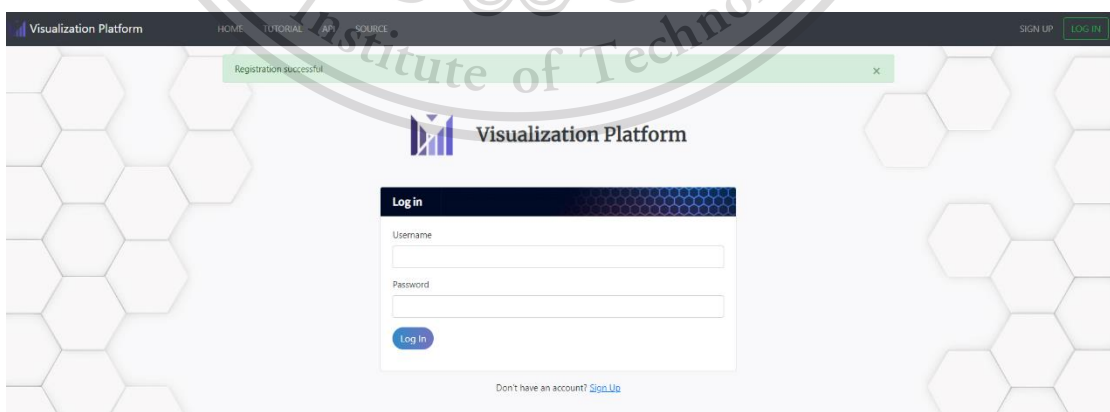 Visualization Platform HOME TUTORIAL API SOURCE SIGN UP LOG IN
Registration successful ×
Institute of Technol
Visualization Platform
Log in
Username
Password
Log In
Don't have an account? Sign Up